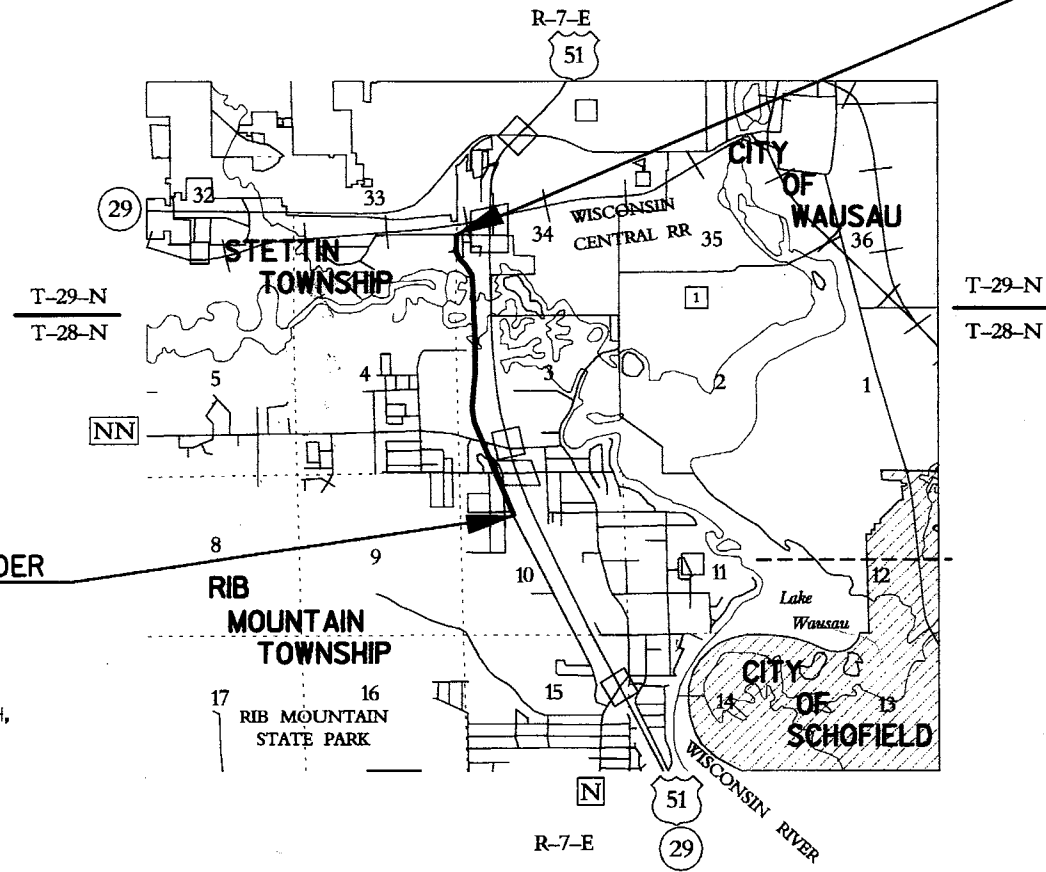 R-7-E
51
29
32
33
34
35
36
CITY
OF
WAUSAU
WISCONSIN
CENTRAL RR
STETTIN
TOWNSHIP
1
T-29-N
T-28-N
T-29-N
T-28-N
5
4
3
2
1
NN
8
9
10
11
12
DER
RIB
MOUNTAIN
TOWNSHIP
Lake
Wausau
17
16
15
14
13
H,
RIB MOUNTAIN
STATE PARK
CITY
OF
SCHOFIELD
N
51
29
WISCONSIN RIVER
R-7-E